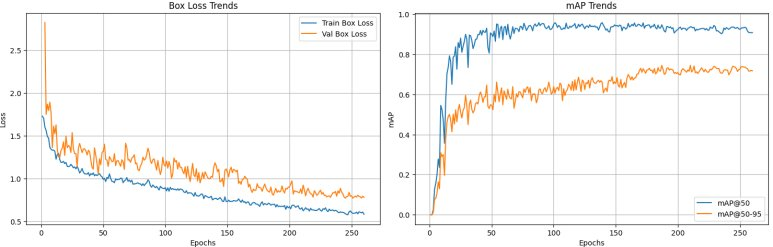 Box Loss Trends
Train Box Loss
Val Box Loss
2.5
2.0
1.5
1.0
0.5
Loss
0 50 100 150 200 250
Epochs
mAP Trends
1.0
0.8
0.6
0.4
0.2
0.0
mAP
mAP@50
mAP@50-95
0 50 100 150 200 250
Epochs